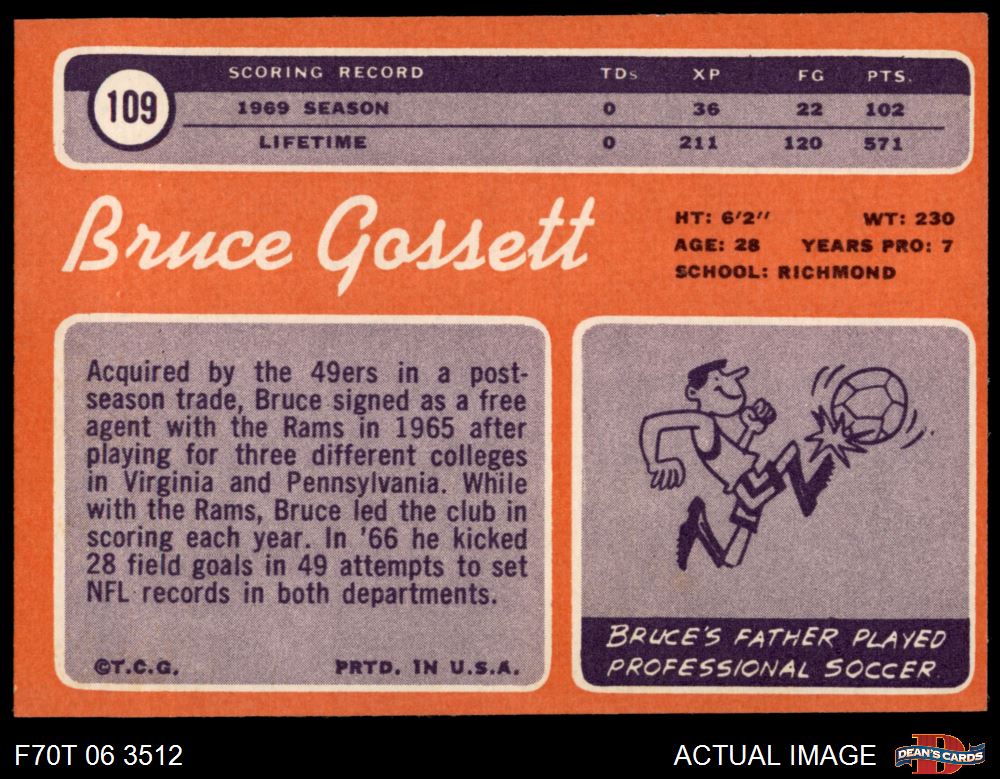 109
SCORING RECORD TDs XP FG PTS.
1969 SEASON 0 36 22 102
LIFETIME 0 211 120 571
Bruce Gossett
HT: 6'2" WT: 230
AGE: 28 YEARS PRO: 7
SCHOOL: RICHMOND
Acquired by the 49ers in a post-
season trade, Bruce signed as a free
agent with the Rams in 1965 after
playing for three different colleges
in Virginia and Pennsylvania. While
with the Rams, Bruce led the club in
scoring each year. In '66 he kicked
28 field goals in 49 attempts to set
NFL records in both departments.
©T.C.G. PRTD. IN U.S.A.
BRUCE'S FATHER PLAYED
PROFESSIONAL SOCCER.
F70T 06 3512 ACTUAL IMAGE D DEAN'S CARDS